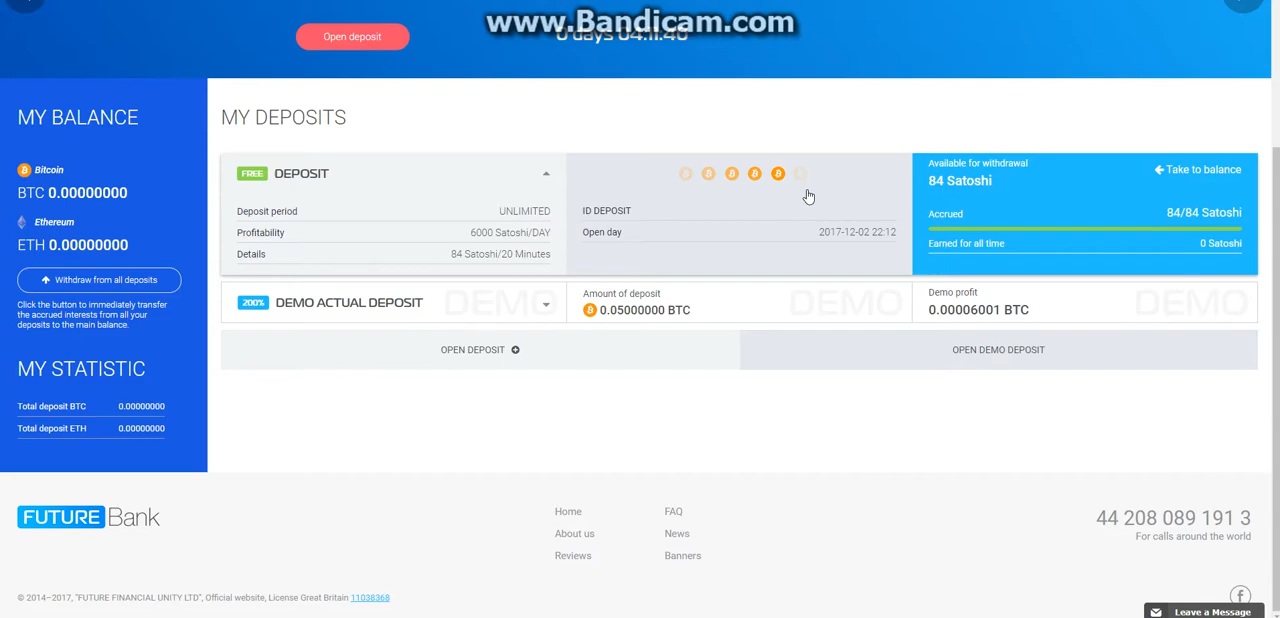 www.Bandicam.com
Open deposit
0 days 04:11:40
MY BALANCE
Bitcoin
BTC 0.00000000
Ethereum
ETH 0.00000000
Withdraw from all deposits
Click the button to immediately transfer
the accrued interests from all your
deposits to the main balance.
MY STATISTIC
Total deposit BTC 0.00000000
Total deposit ETH 0.00000000
MY DEPOSITS
FREE DEPOSIT
Deposit period UNLIMITED
Profitability 6000 Satoshi/DAY
Details 84 Satoshi/20 Minutes
ID DEPOSIT
Open day 2017-12-02 22:12
Available for withdrawal
84 Satoshi
Take to balance
Accrued 84/84 Satoshi
Earned for all time 0 Satoshi
200% DEMO ACTUAL DEPOSIT DEMO
Amount of deposit
0.05000000 BTC DEMO
Demo profit
0.00006001 BTC DEMO
OPEN DEPOSIT
OPEN DEMO DEPOSIT
FUTURE Bank
Home
About us
Reviews
FAQ
News
Banners
44 208 089 191 3
For calls around the world
© 2014–2017, "FUTURE FINANCIAL UNITY LTD", Official website, License Great Britain 11038368
Leave a Message